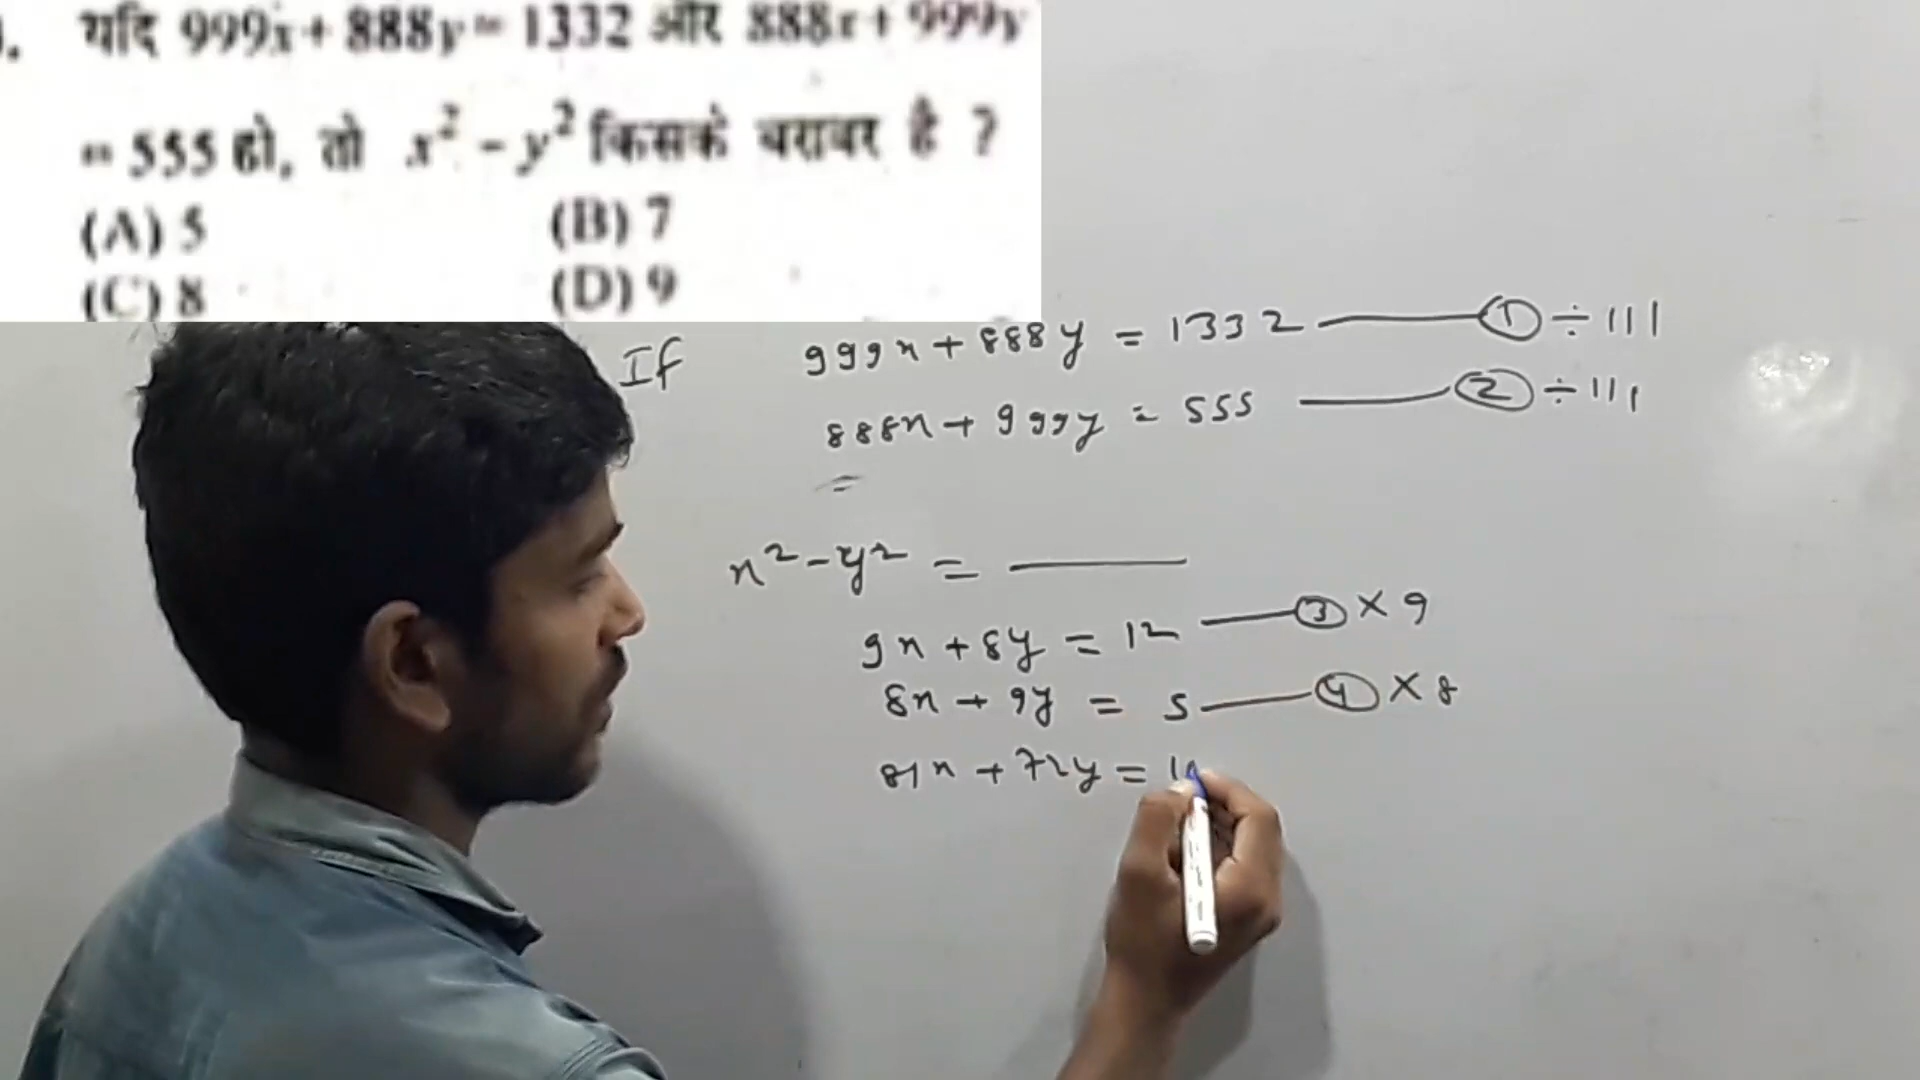 यदि 999x + 888y = 1332 और 888x + 999y
= 555 हो, तो x² - y² किसके बराबर है ?
(A) 5 (B) 7
(C) 8 (D) 9
If 999x + 888y = 1332 ① ÷ 111
888x + 999y = 555 ② ÷ 111
x² - y² =
9x + 8y = 12 ③ × 9
8x + 9y = 5 ④ × 8
81x + 72y = 10